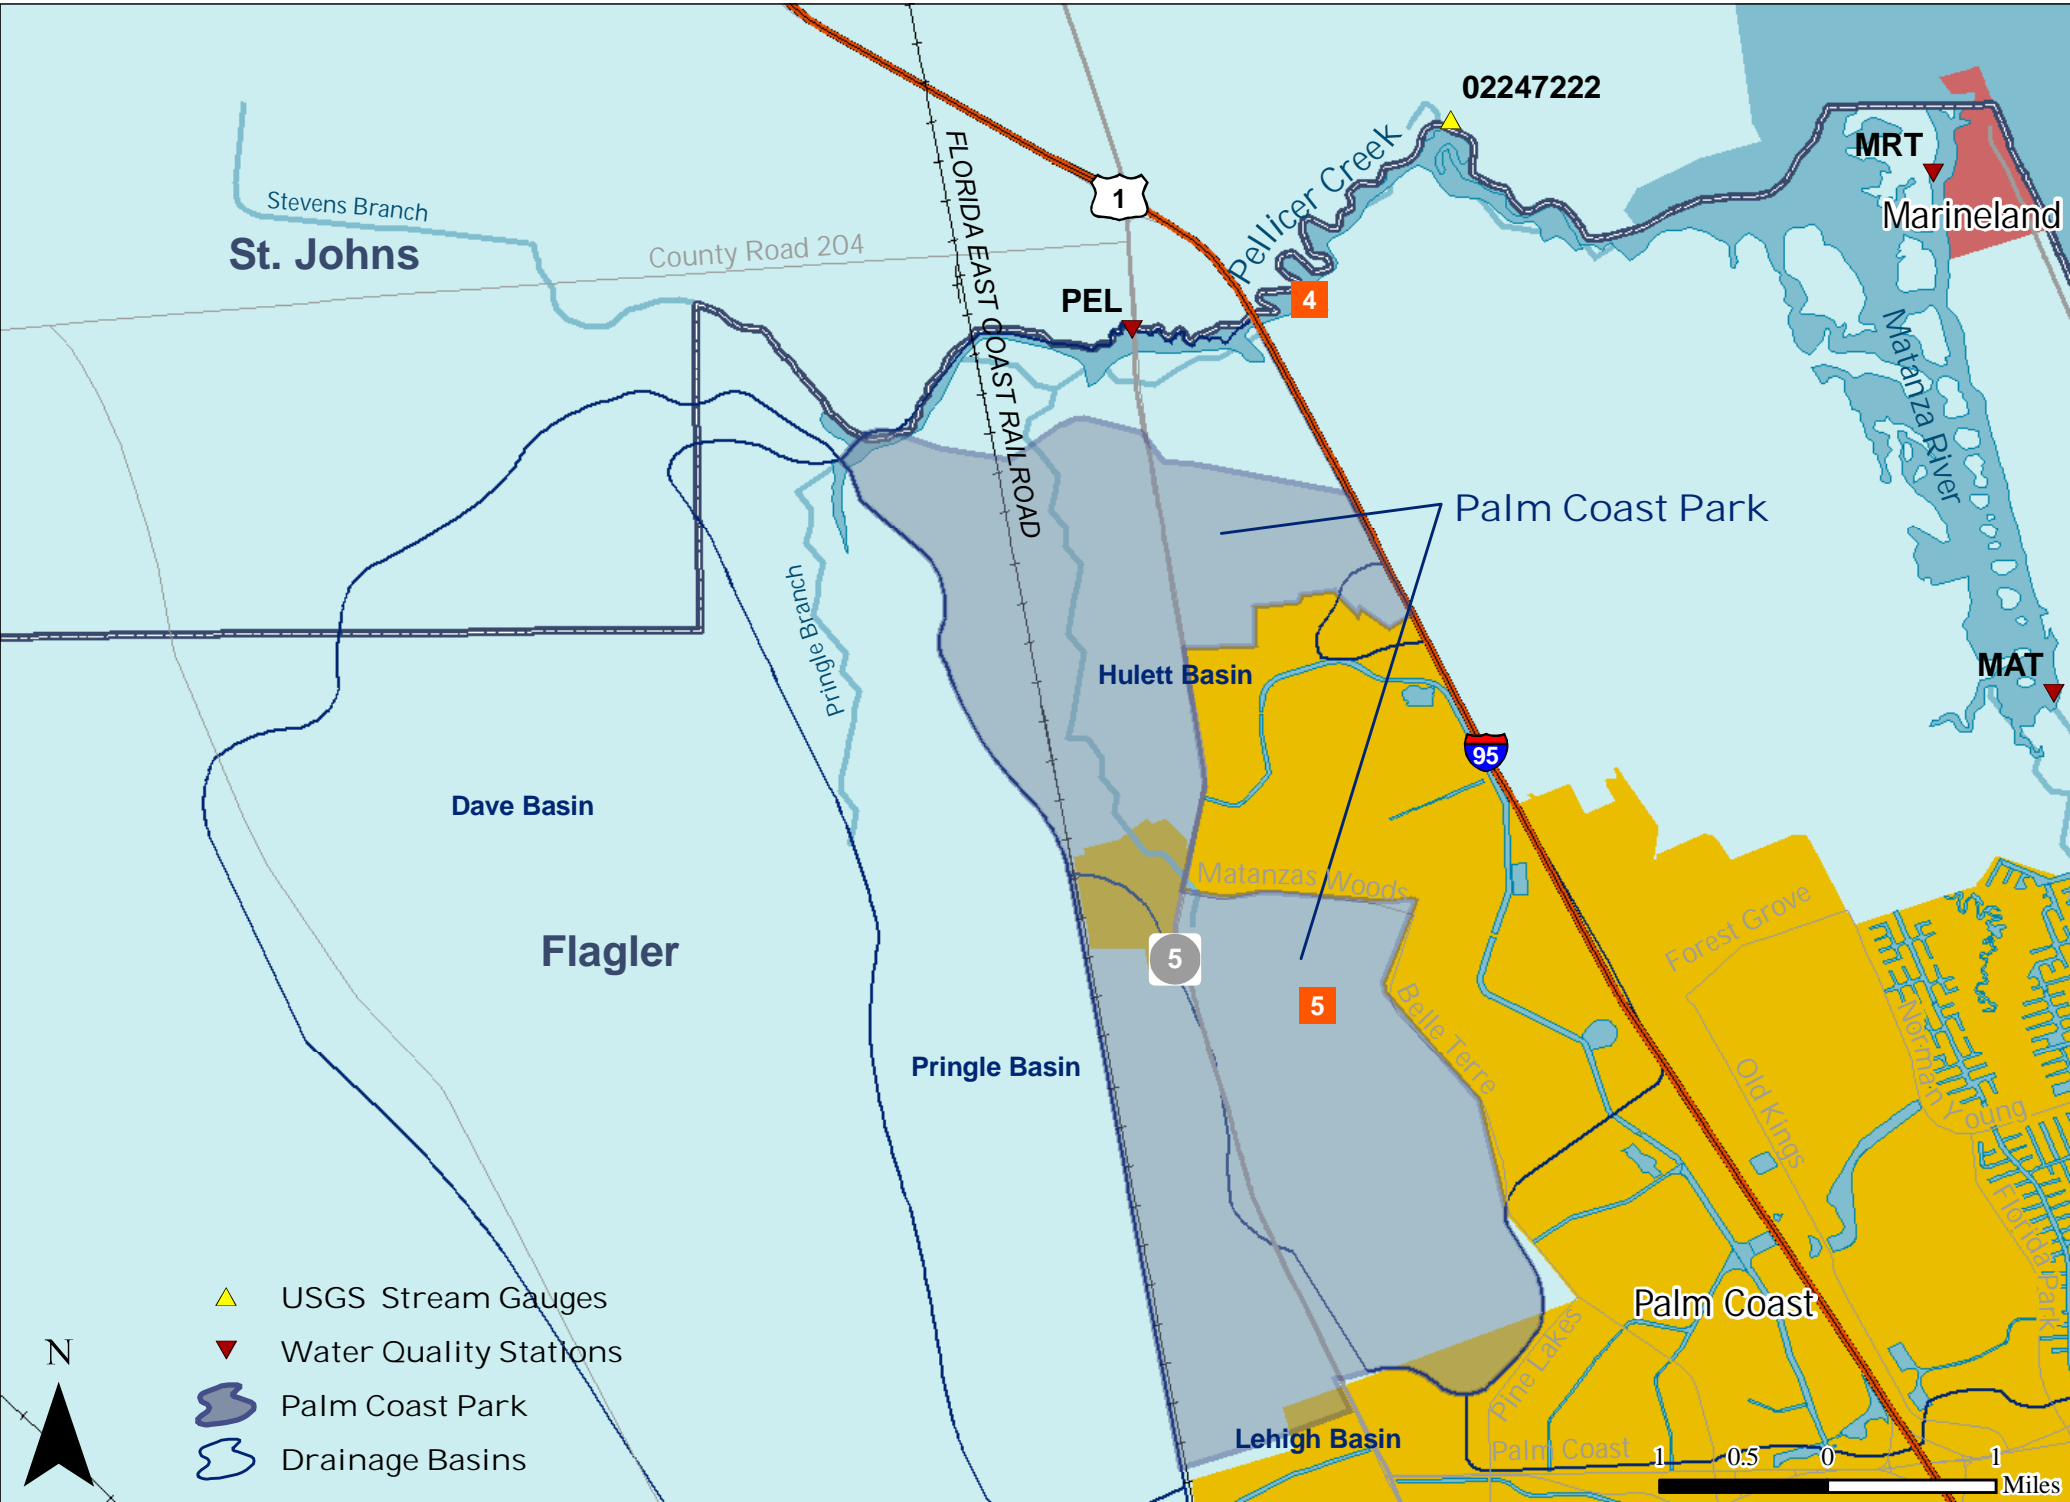 02247222
MRT
Marineland
1
Pellicer Creek
Stevens Branch
St. Johns
County Road 204
FLORIDA EAST COAST RAILROAD
PEL
4
Matanza River
Palm Coast Park
Pringle Branch
Hulett Basin
MAT
95
Dave Basin
Matanzas Woods
Forest Grove
Flagler
5
5
Belle Terre
Norman Young
Old Kings
Pringle Basin
Florida Park
USGS Stream Gauges
Water Quality Stations
Palm Coast Park
Drainage Basins
N
Palm Coast
Pine Lakes
Lehigh Basin
Palm Coast
1 0.5 0 1
Miles